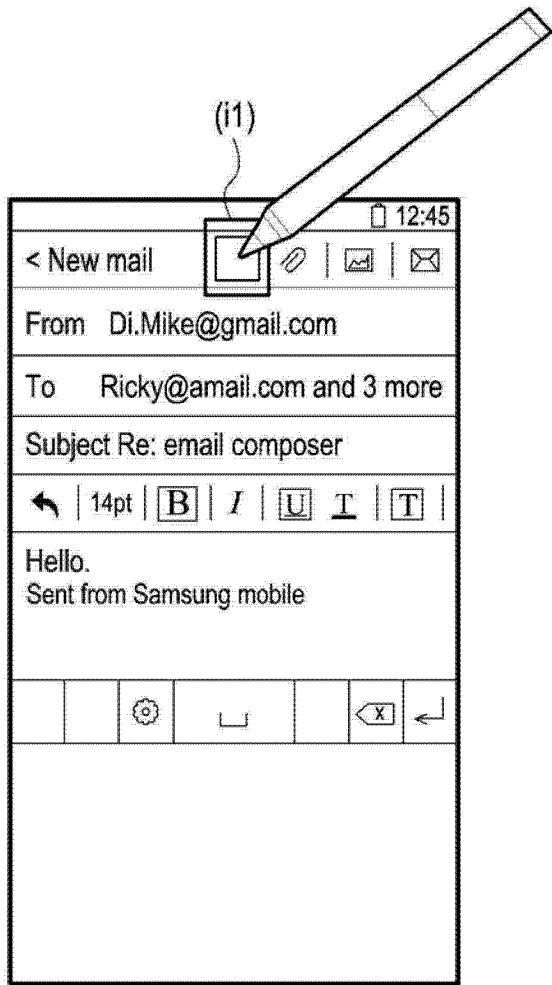 (i1)
12:45
< New mail
From Di.Mike@gmail.com
To Ricky@amail.com and 3 more
Subject Re: email composer
14pt | B | I | U T | T |
Hello.
Sent from Samsung mobile